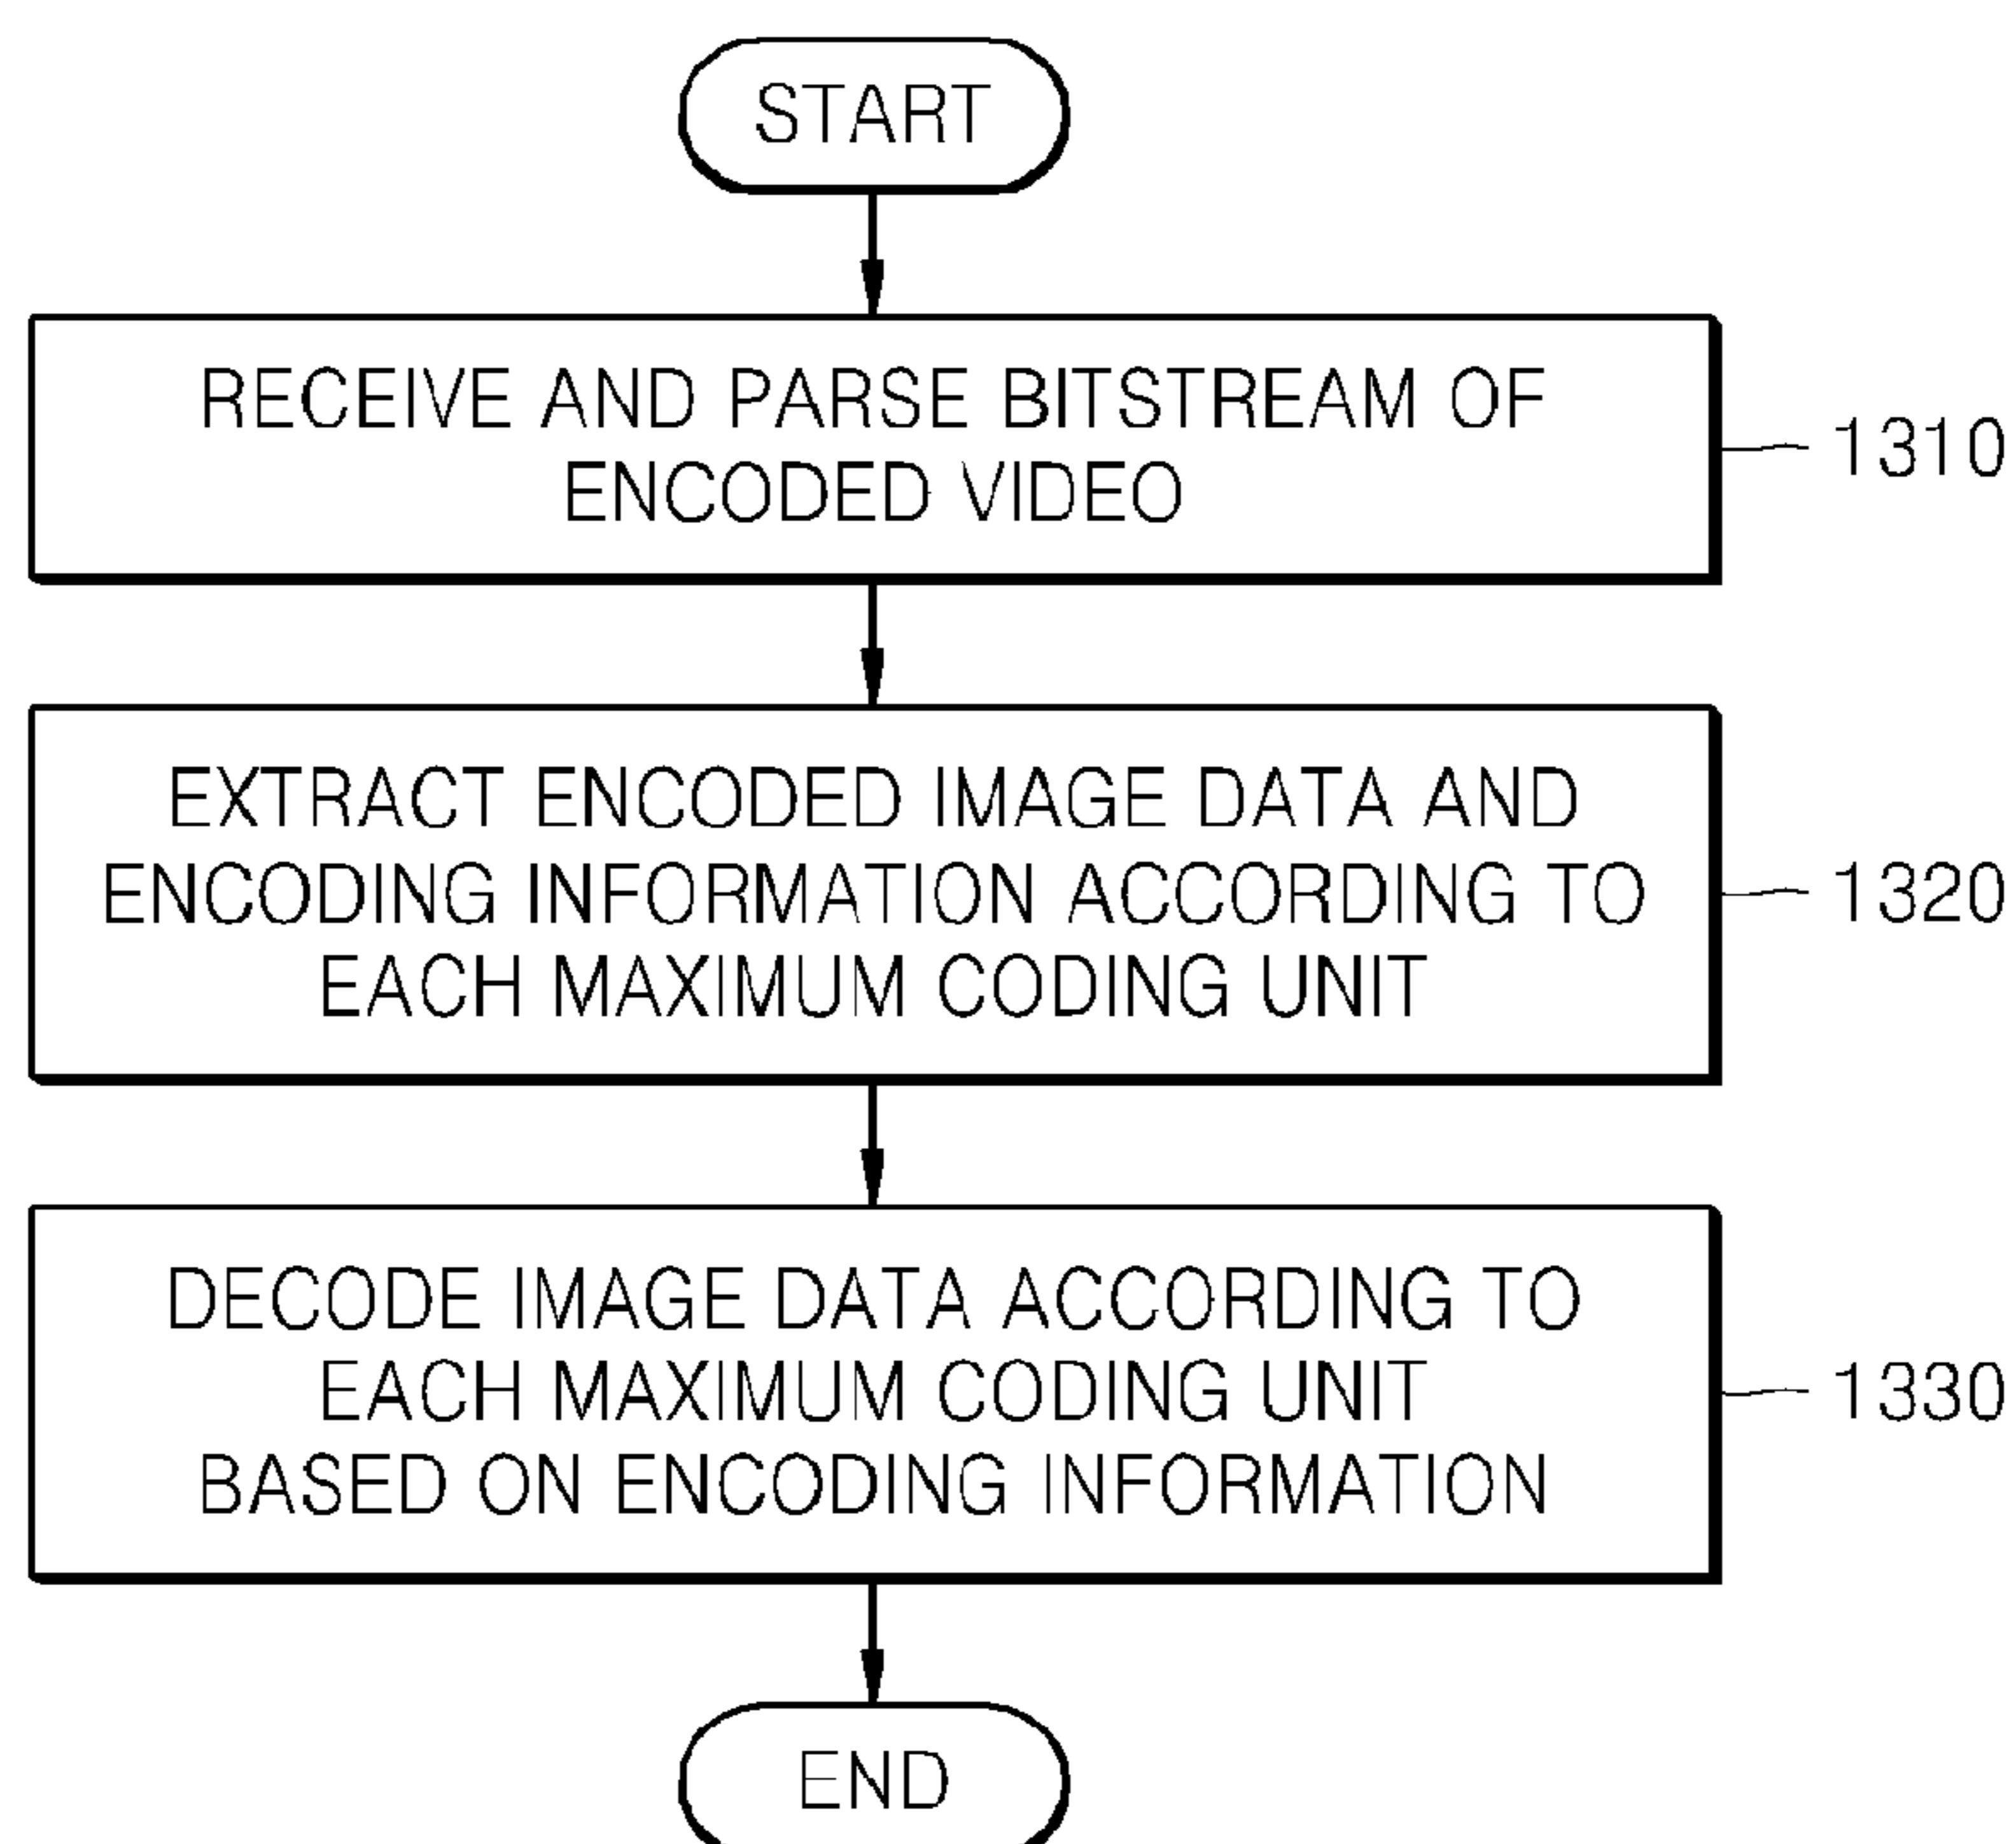 START
RECEIVE AND PARSE BITSTREAM OF
ENCODED VIDEO
1310
EXTRACT ENCODED IMAGE DATA AND
ENCODING INFORMATION ACCORDING TO
EACH MAXIMUM CODING UNIT
1320
DECODE IMAGE DATA ACCORDING TO
EACH MAXIMUM CODING UNIT
BASED ON ENCODING INFORMATION
1330
END